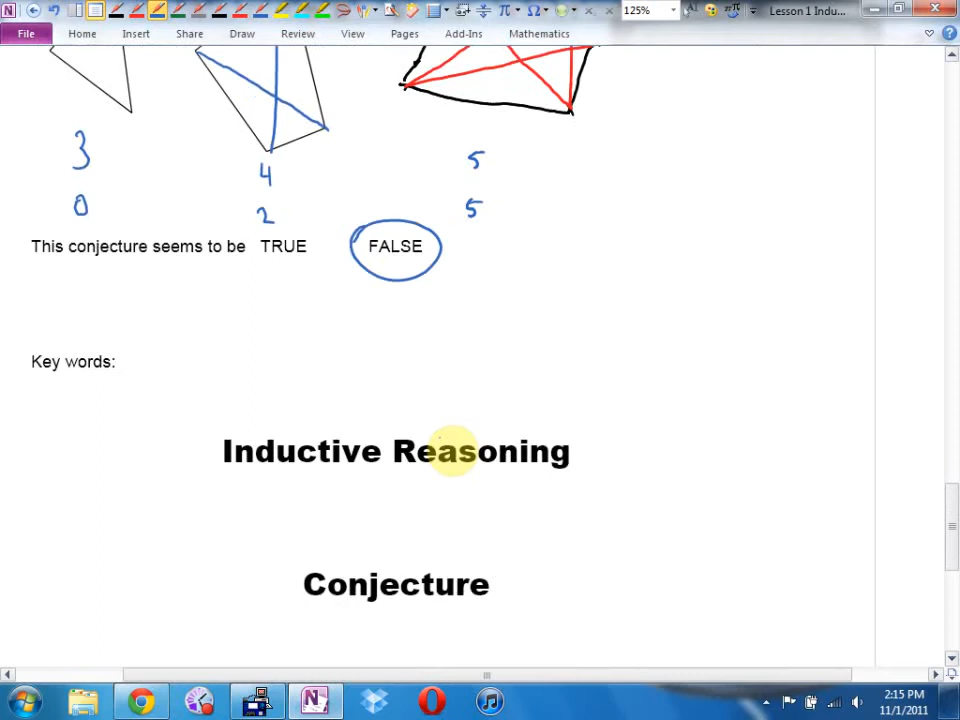 125%
Lesson 1 Indu...
File Home Insert Share Draw Review View Pages Add-Ins Mathematics
3 4 5
0 2 5
This conjecture seems to be TRUE FALSE
Key words:
Inductive Reasoning
Conjecture
2:15 PM
11/1/2011